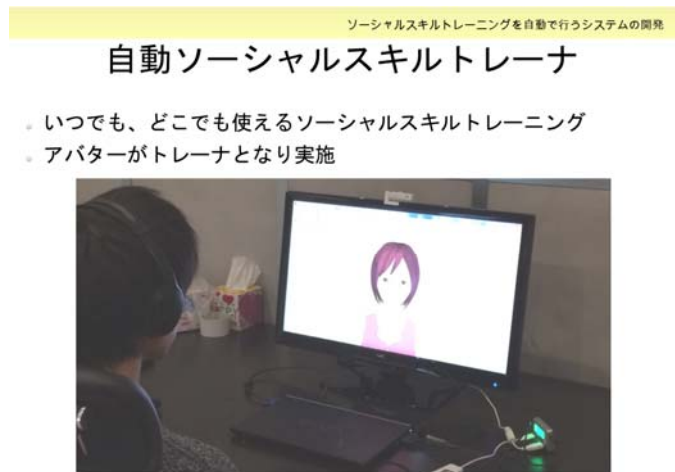 ソーシャルスキルトレーニングを自動で行うシステムの開発
自動ソーシャルスキルトレーナ
いつでも、どこでも使えるソーシャルスキルトレーニング
アバターがトレーナとなり実施